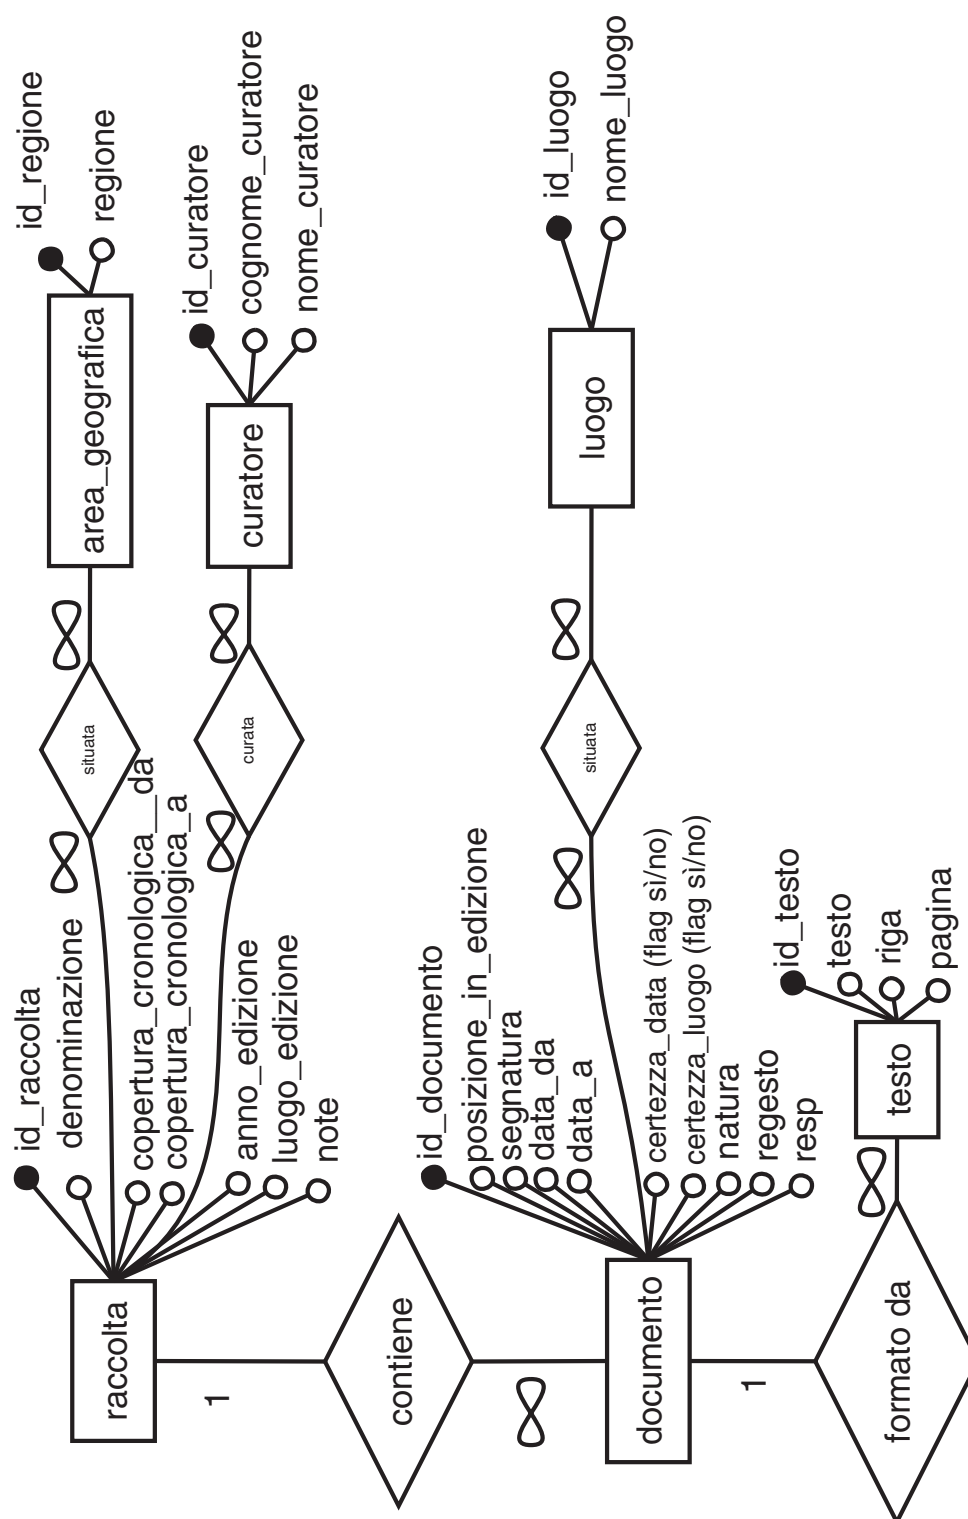 id_regione
regione
area_geografica
∞
situata
∞
id_curatore
cognome_curatore
nome_curatore
curatore
∞
curata
∞
id_raccolta
denominazione
copertura_cronologica__da
copertura_cronologica_a
anno_edizione
luogo_edizione
note
raccolta
1
contiene
∞
id_luogo
nome_luogo
luogo
∞
situata
∞
id_documento
posizione_in_edizione
segnatura
data_da
data_a
certezza_data (flag sì/no)
certezza_luogo (flag sì/no)
natura
regesto
resp
documento
1
formato da
∞
id_testo
testo
riga
pagina
testo